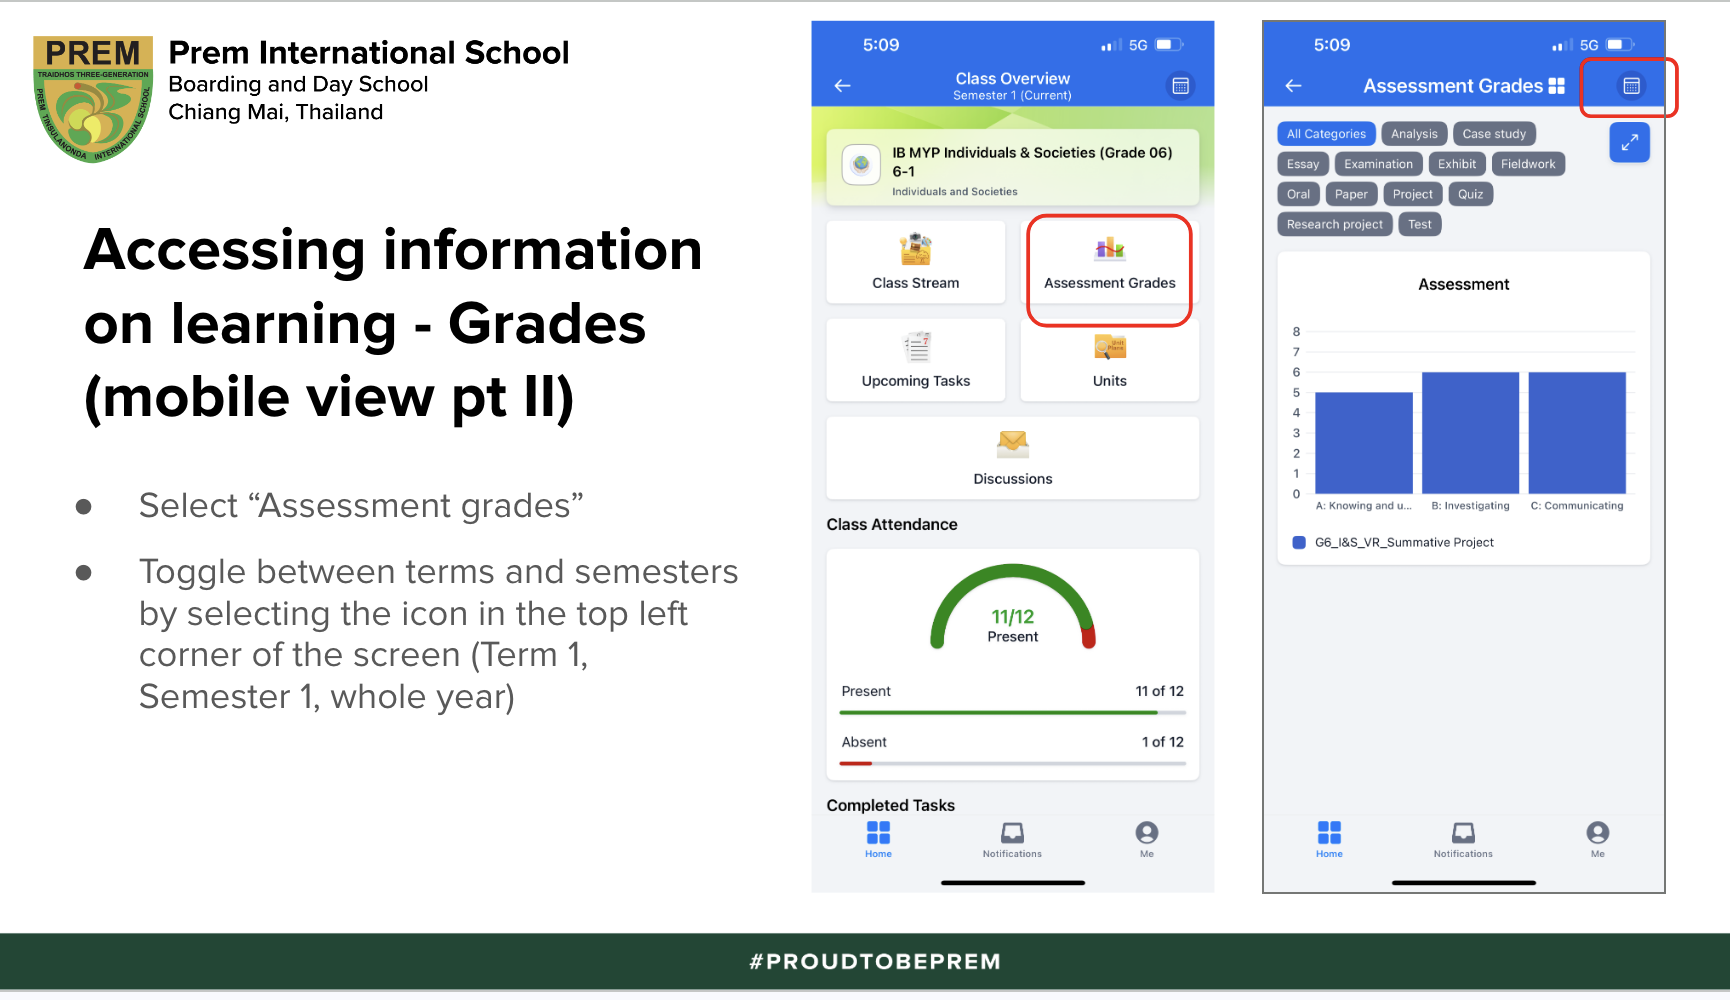 PREM
TRAIDHOS THREE-GENERATION
PREM TINSULANONDA INTERNATIONAL SCHOOL
Prem International School
Boarding and Day School
Chiang Mai, Thailand
Accessing information
on learning - Grades
(mobile view pt II)
● Select “Assessment grades”
● Toggle between terms and semesters
by selecting the icon in the top left
corner of the screen (Term 1,
Semester 1, whole year)
5:09
5G
Class Overview
Semester 1 (Current)
IB MYP Individuals & Societies (Grade 06)
6-1
Individuals and Societies
Class Stream
Assessment Grades
Upcoming Tasks
Units
Discussions
Class Attendance
11/12
Present
Present 11 of 12
Absent 1 of 12
Completed Tasks
Home Notifications Me
5:09
5G
Assessment Grades
All Categories Analysis Case study
Essay Examination Exhibit Fieldwork
Oral Paper Project Quiz
Research project Test
Assessment
8
7
6
5
4
3
2
1
0
A: Knowing and u... B: Investigating C: Communicating
G6_I&S_VR_Summative Project
Home Notifications Me
#PROUDTOBEPREM